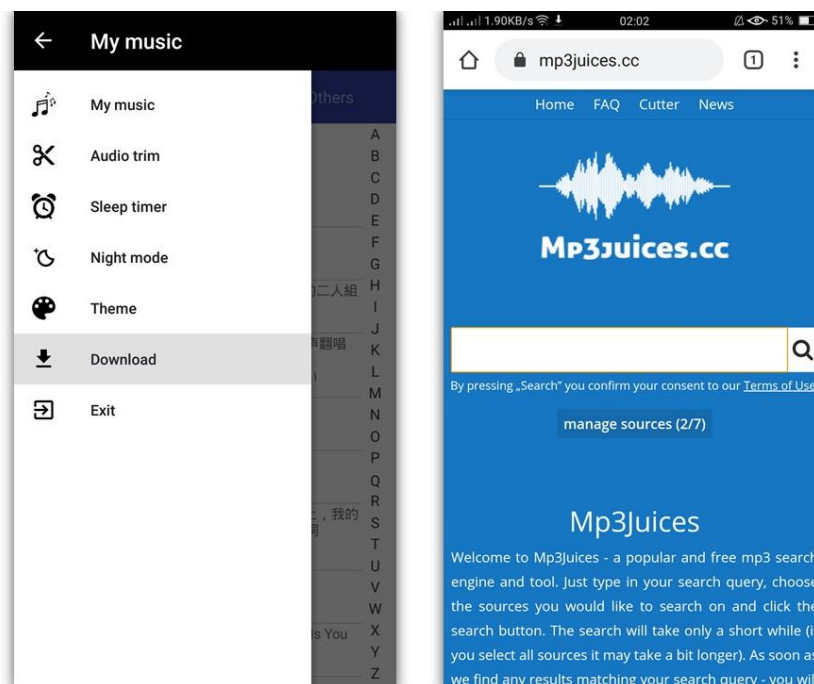 My music
My music
Audio trim
Sleep timer
Night mode
Theme
Download
Exit
Others
的二人組
声翻唱
，我的
Is You
A
B
C
D
E
F
G
H
I
J
K
L
M
N
O
P
Q
R
S
T
U
V
W
X
Y
Z
1.90KB/s
02:02
51%
mp3juices.cc
1
Home FAQ Cutter News
Mp3juices.cc
By pressing „Search” you confirm your consent to our Terms of Use
manage sources (2/7)
Mp3Juices
Welcome to Mp3Juices - a popular and free mp3 search
engine and tool. Just type in your search query, choose
the sources you would like to search on and click the
search button. The search will take only a short while (i
you select all sources it may take a bit longer). As soon as
we find any results matching your search query - you will